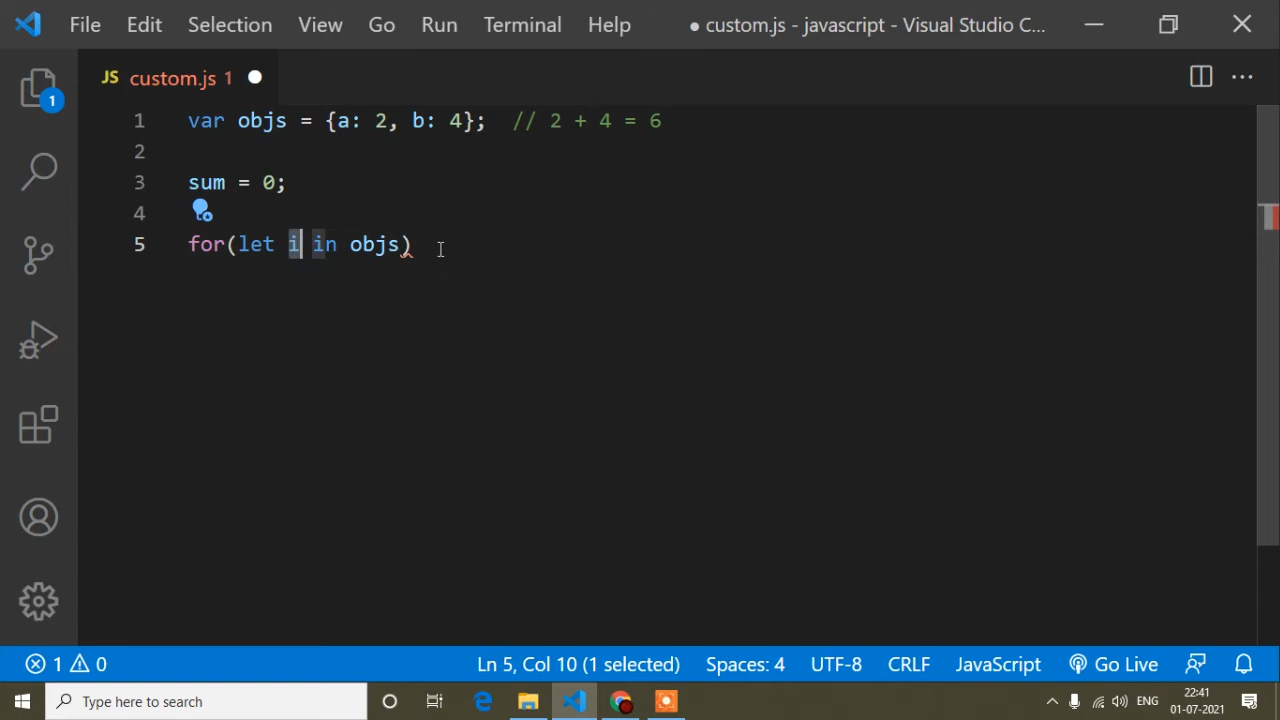 File Edit Selection View Go Run Terminal Help ● custom.js - javascript - Visual Studio C...
JS custom.js 1
1
1 var objs = {a: 2, b: 4}; // 2 + 4 = 6
2
3 sum = 0;
4
5 for(let i in objs)
1 0 Ln 5, Col 10 (1 selected) Spaces: 4 UTF-8 CRLF JavaScript Go Live
Type here to search ENG 22:41
01-07-2021